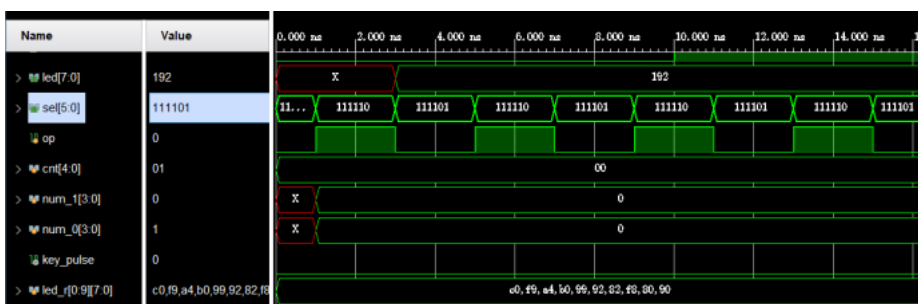 Name Value 0.000 ns 2.000 ns 4.000 ns 6.000 ns 8.000 ns 10.000 ns 12.000 ns 14.000 ns
led[7:0] 192 X 192
sel[5:0] 111101 11... 111110 111101 111110 111101 111110 111101 111110 111101
op 0
cnt[4:0] 01 00
num_1[3:0] 0 X 0
num_0[3:0] 1 X 0
key_pulse 0
led_r[0:9][7:0] c0,f9,a4,b0,99,92,82,f8 c0,f9,a4,b0,99,92,82,f8,80,90